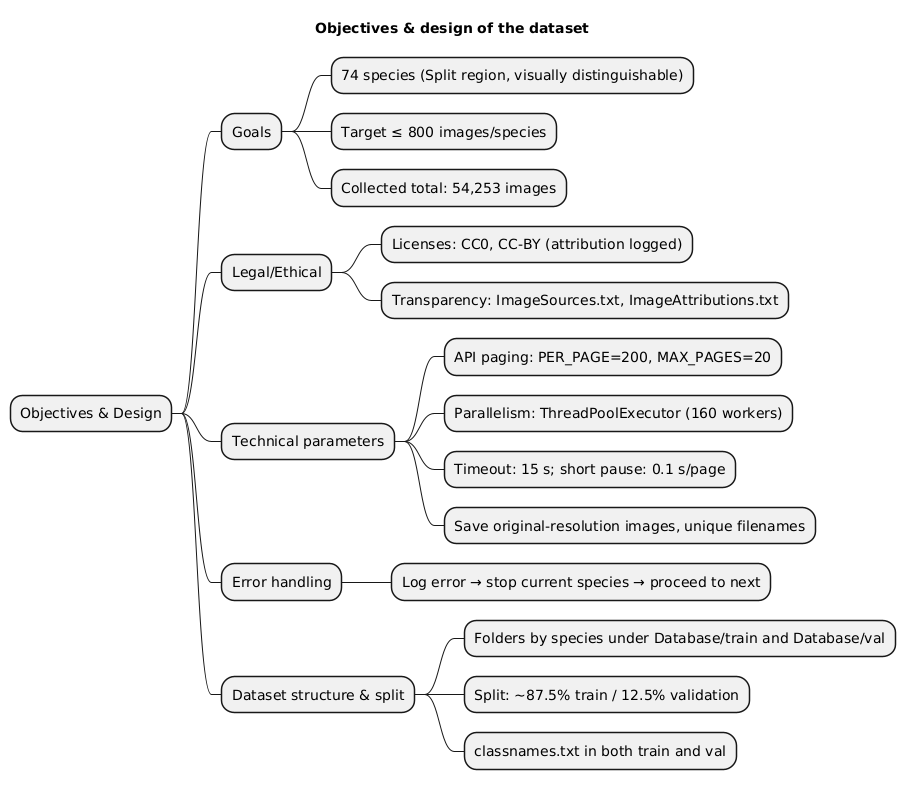 Objectives & design of the dataset
Objectives & Design
Goals
74 species (Split region, visually distinguishable)
Target ≤ 800 images/species
Collected total: 54,253 images
Legal/Ethical
Licenses: CC0, CC-BY (attribution logged)
Transparency: ImageSources.txt, ImageAttributions.txt
Technical parameters
API paging: PER_PAGE=200, MAX_PAGES=20
Parallelism: ThreadPoolExecutor (160 workers)
Timeout: 15 s; short pause: 0.1 s/page
Save original-resolution images, unique filenames
Error handling
Log error → stop current species → proceed to next
Dataset structure & split
Folders by species under Database/train and Database/val
Split: ~87.5% train / 12.5% validation
classnames.txt in both train and val